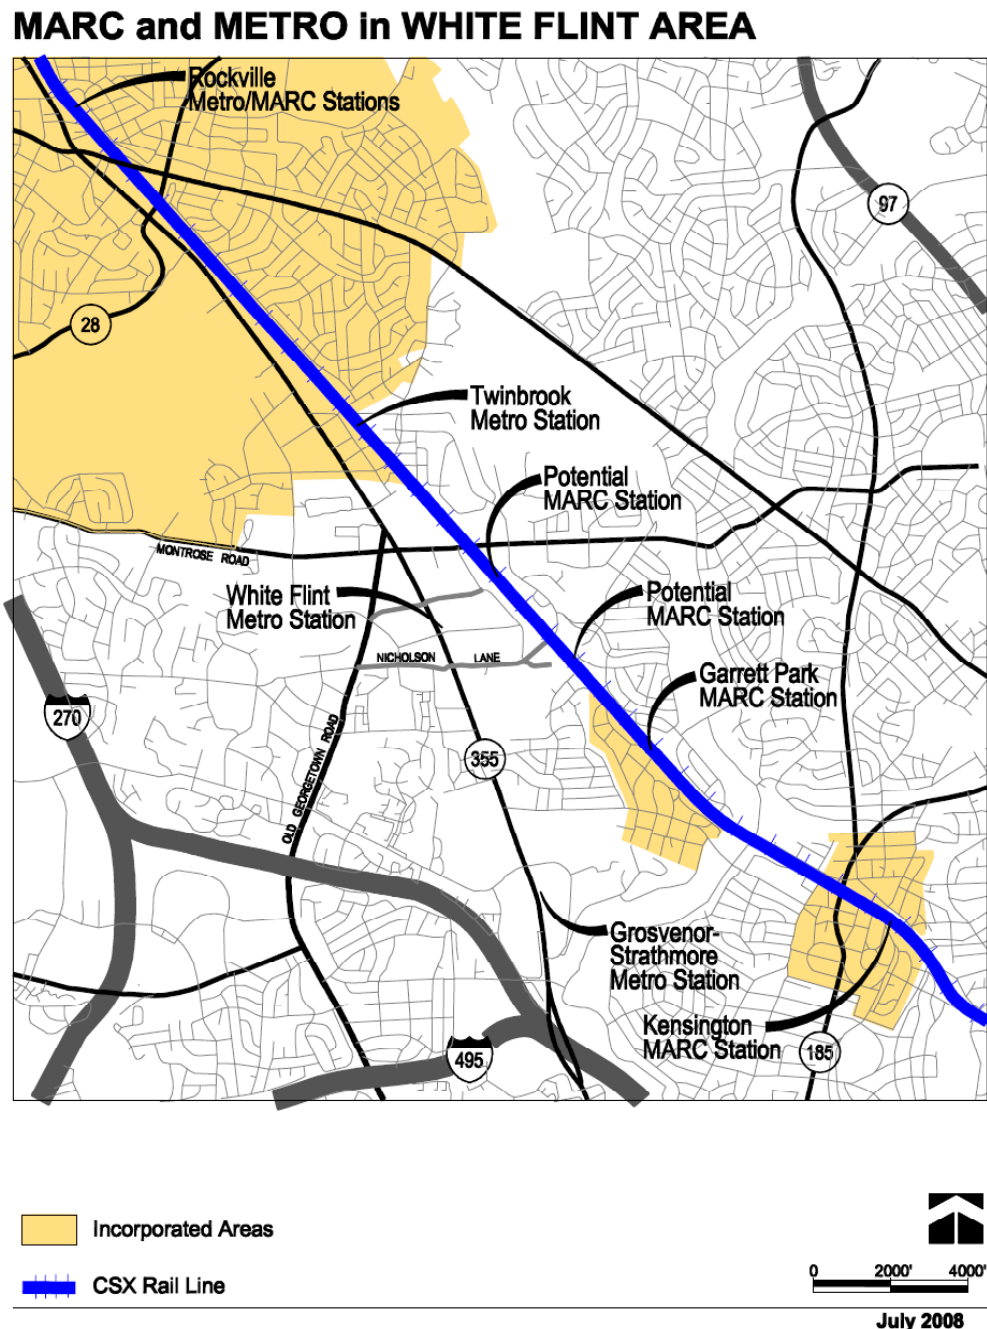 MARC and METRO in WHITE FLINT AREA
Rockville
Metro/MARC Stations
97
28
Twinbrook
Metro Station
Potential
MARC Station
MONTROSE ROAD
White Flint
Metro Station
Potential
MARC Station
NICHOLSON LANE
Garrett Park
MARC Station
270
OLD GEORGETOWN ROAD
355
Grosvenor-
Strathmore
Metro Station
Kensington
MARC Station
185
495
Incorporated Areas
CSX Rail Line
0 2000' 4000'
July 2008